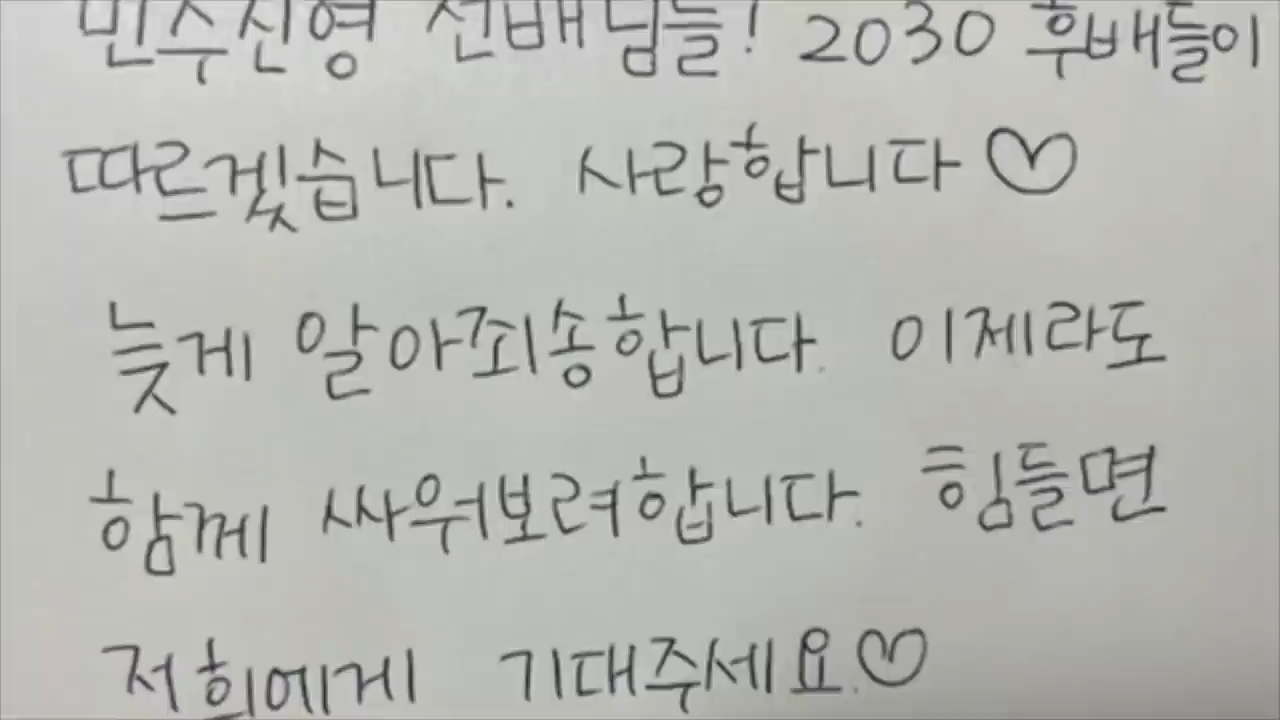 민수진영 선배님들! 2030 후배들이
따르겠습니다. 사랑합니다♡
늦게 알아죄송합니다. 이제라도
함께 싸워보려합니다. 힘들면
저희에게 기대주세요.♡